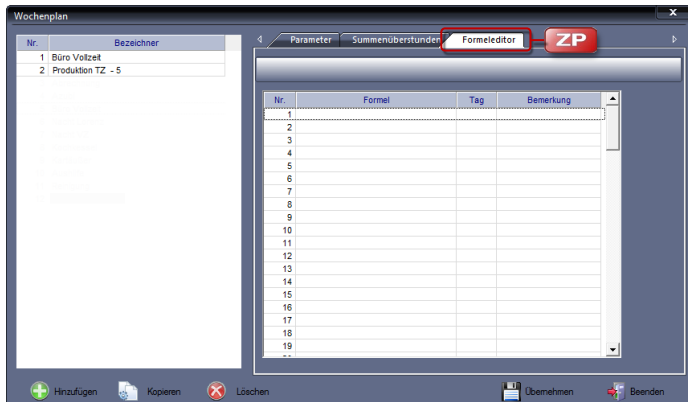 Wochenplan
x
Nr. Bezeichner
1 Büro Vollzeit
2 Produktion TZ - 5
Parameter Summenüberstunden Formeleditor ZP
Nr. Formel Tag Bemerkung
1
2
3
4
5
6
7
8
9
10
11
12
13
14
15
16
17
18
19
Hinzufügen Kopieren Löschen Übernehmen Beenden